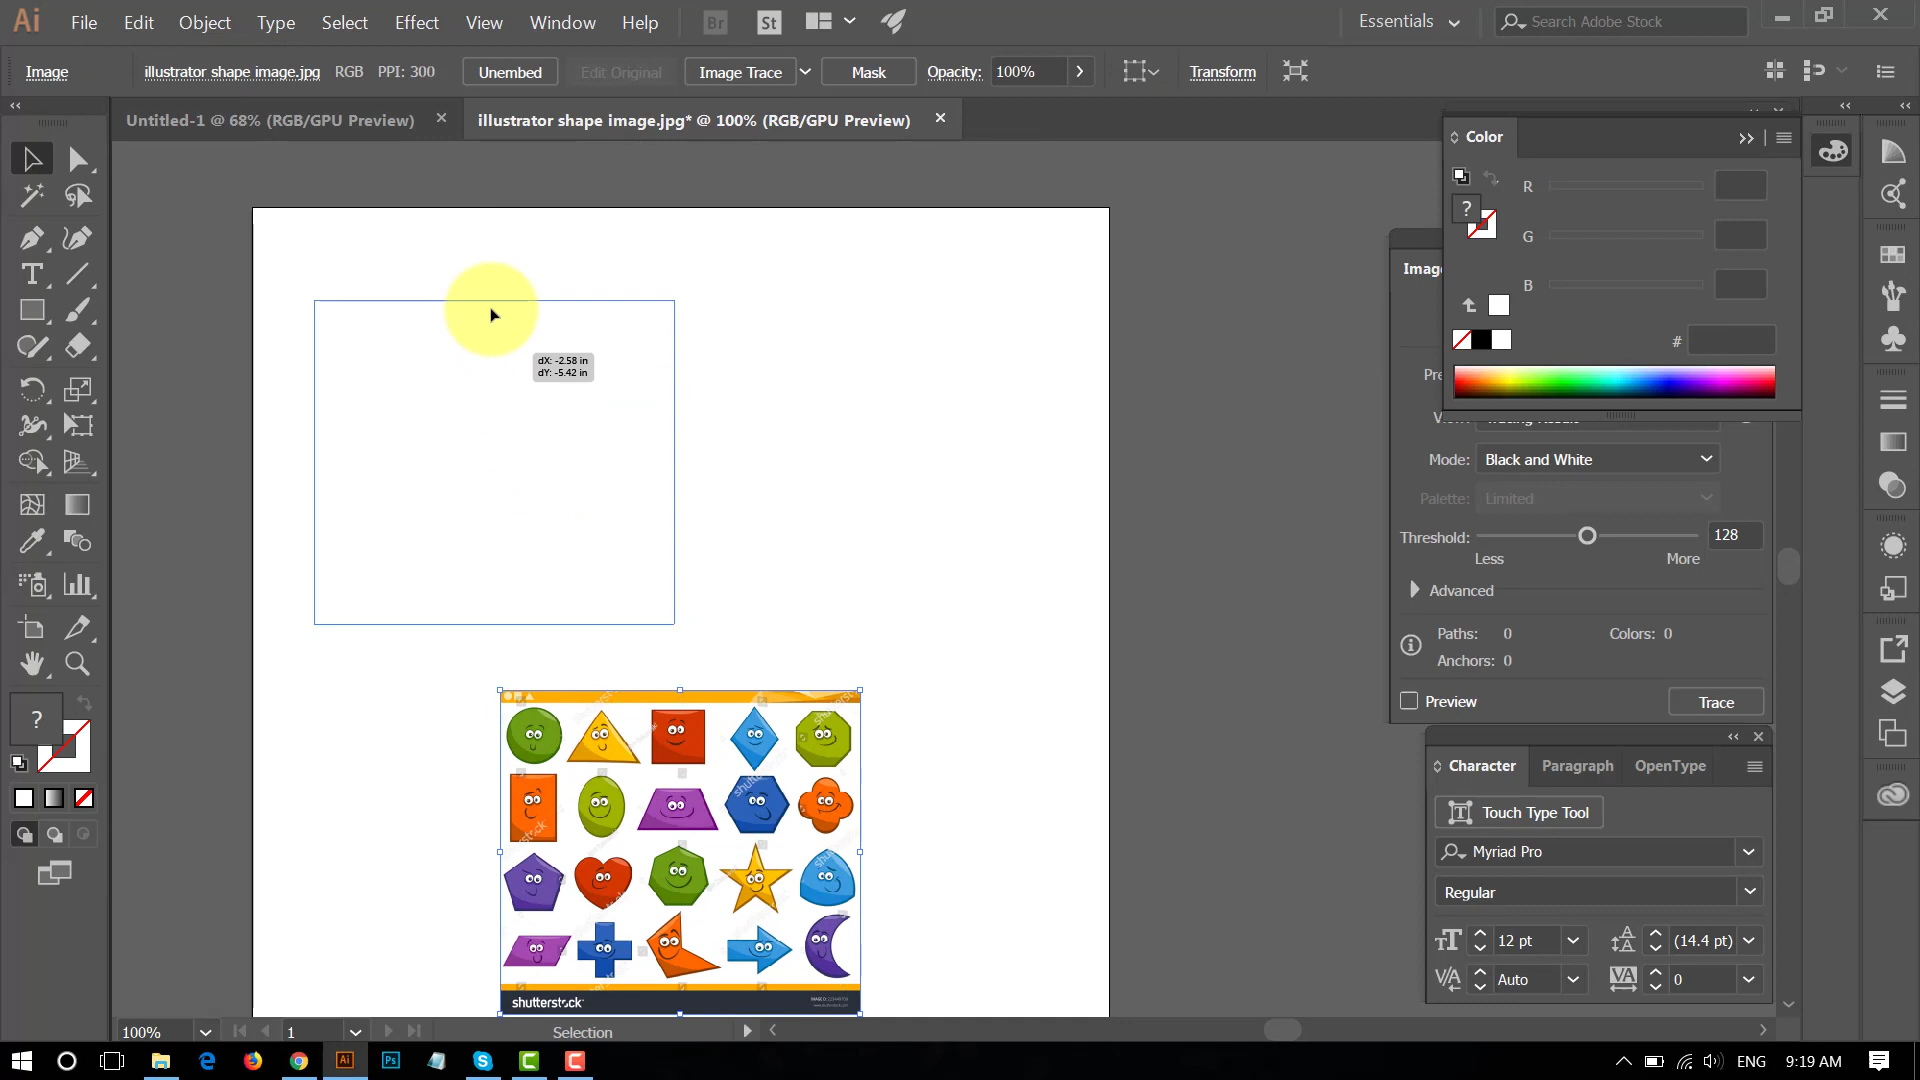 Ai File Edit Object Type Select Effect View Window Help Br St Essentials Search Adobe Stock
Image illustrator shape image.jpg RGB PPI: 300 Unembed Edit Original Image Trace Mask Opacity: 100% Transform
Untitled-1 @ 68% (RGB/GPU Preview) illustrator shape image.jpg* @ 100% (RGB/GPU Preview)
Color
R
?
G
B
Imag
#
dX: -2.58 in
dY: -5.42 in
Pre
Mode: Black and White
Palette: Limited
Threshold: 128
Less More
Advanced
Paths: 0 Colors: 0
Anchors: 0
Preview Trace
?
Character Paragraph OpenType
Touch Type Tool
Myriad Pro
Regular
12 pt (14.4 pt)
Auto 0
shutterstock
100% 1 Selection
Ai Ps ENG 9:19 AM